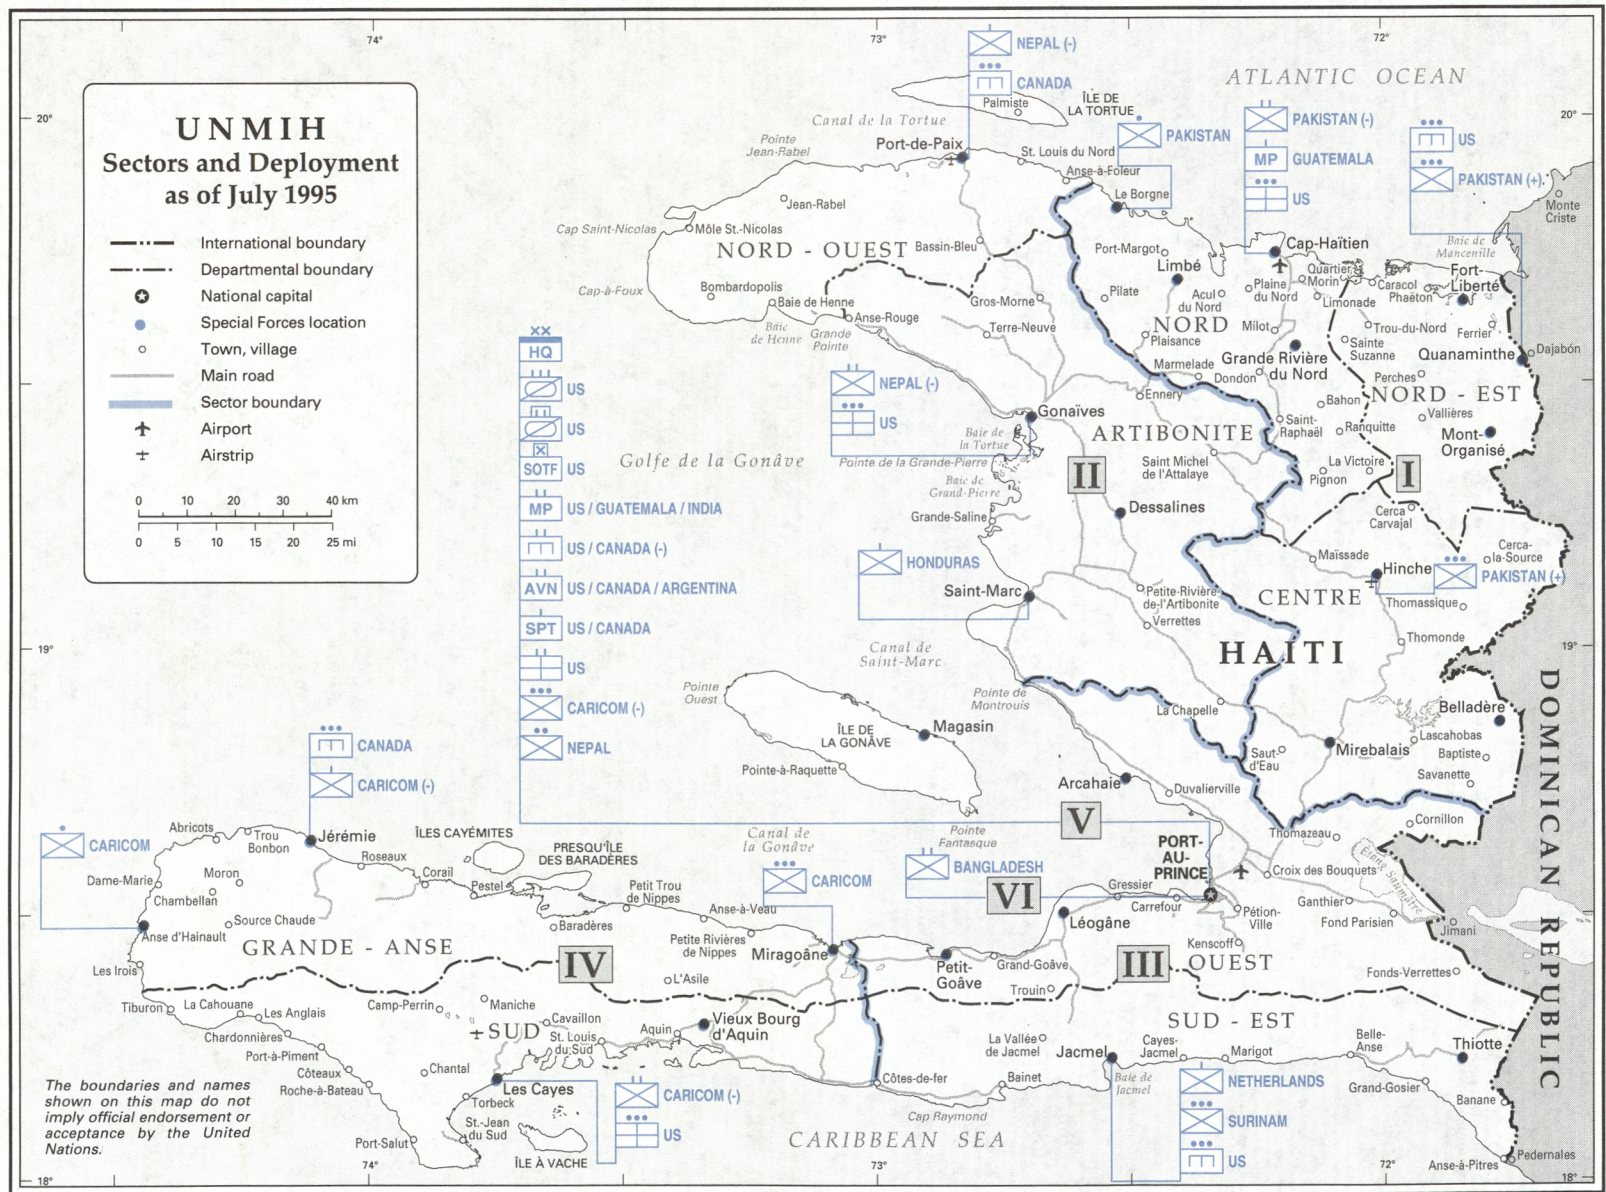 74°
73°
72°
20°
20°
19°
19°
18°
18°
74°
73°
72°
UNMIH
Sectors and Deployment
as of July 1995
International boundary
Departmental boundary
National capital
Special Forces location
Town, village
Main road
Sector boundary
Airport
Airstrip
0 10 20 30 40 km
0 5 10 15 20 25 mi
NEPAL (-)
CANADA
ATLANTIC OCEAN
Palmiste
ÎLE DE
LA TORTUE
Canal de la Tortue
Pointe
Jean-Rabel
Port-de-Paix
St. Louis du Nord
PAKISTAN
PAKISTAN (-)
MP GUATEMALA
US
US
PAKISTAN (+)
Anse-à-Foleur
Le Borgne
Monte
Criste
Jean-Rabel
Cap Saint-Nicolas
Môle St.-Nicolas
NORD - OUEST
Bassin-Bleu
Port-Margot
Limbé
Cap-Haïtien
Baie de
Mancenille
Fort-
Liberté
Quartier
Morin
Caracol
Phaëton
Plaine
du Nord
Limonade
Acul
du Nord
Pilate
Cap-à-Foux
Bombardopolis
Baie de Henne
Anse-Rouge
Baie
de Henne
Grande
Pointe
Gros-Morne
Terre-Neuve
NORD
Plaisance
Milot
Trou-du-Nord
Ferrier
Sainte
Suzanne
Grande Rivière
du Nord
Quanaminthe
Dajabón
Marmelade
Dondon
Perches
NORD - EST
Ennery
Bahon
Vallières
Saint-
Raphaël
Ranquitte
Mont-
Organisé
XX
HQ
US
US
SOTF US
MP US / GUATEMALA / INDIA
US / CANADA (-)
AVN US / CANADA / ARGENTINA
SPT US / CANADA
US
CARICOM (-)
NEPAL
NEPAL (-)
US
Gonaïves
Baie de
la Tortue
Pointe de la Grande-Pierre
Baie de
Grand-Pierre
Golfe de la Gonâve
ARTIBONITE
Saint Michel
de l'Attalaye
La Victoire
Pignon
II
I
Grande-Saline
Dessalines
Cerca
Carvajal
Cerca-
la-Source
Maïssade
Hinche
PAKISTAN (+)
Thomassique
HONDURAS
Saint-Marc
Petite-Rivière-
de-l'Artibonite
Verrettes
CENTRE
HAITI
Thomonde
Canal de
Saint-Marc
Pointe de
Montrouis
Pointe
Ouest
La Chapelle
Belladère
Lascahobas
Baptiste
Savanette
Mirebalais
Saut-
d'Eau
ÎLE DE
LA GONÂVE
Magasin
Pointe-à-Raquette
Arcahaie
Duvalierville
DOMINICAN REPUBLIC
CANADA
CARICOM (-)
CARICOM
Abricots
Trou
Bonbon
Jérémie
ÎLES CAYÉMITES
PRESQU'ÎLE
DES BARADÈRES
Canal de
la Gonâve
Pointe
Fantasque
V
VI
Thomazeau
Cornillon
PORT-
AU-
PRINCE
Croix des Bouquets
Etang Saumâtre
BANGLADESH
CARICOM
Roseaux
Corail
Pestel
Petit Trou
de Nippes
Dame-Marie
Moron
Chambellan
Source Chaude
Anse d'Hainault
GRANDE - ANSE
Baradères
Anse-à-Veau
Petite Rivières
de Nippes
Miragoâne
Gressier
Carrefour
Léogâne
Pétion-
Ville
Ganthier
Fond Parisien
Jimani
Kenscoff
OUEST
Petit-
Goâve
Grand-Goâve
Trouin
III
IV
Fonds-Verrettes
Les Irois
L'Asile
Tiburon
La Cahouane
Les Anglais
Camp-Perrin
Maniche
Chardonnières
SUD
Cavaillon
St. Louis
du Sud
Aquin
Vieux Bourg
d'Aquin
SUD - EST
La Vallée
de Jacmel
Jacmel
Cayes-
Jacmel
Marigot
Belle-
Anse
Thiotte
Port-à-Piment
Côteaux
Roche-à-Bateau
Chantal
Les Cayes
Torbeck
St.-Jean
du Sud
Port-Salut
ÎLE À VACHE
CARICOM (-)
US
Côtes-de-fer
Bainet
Baie de
Jacmel
Cap Raymond
CARIBBEAN SEA
NETHERLANDS
SURINAM
US
Grand-Gosier
Banane
Anse-à-Pitres
Pedernales
The boundaries and names
shown on this map do not
imply official endorsement or
acceptance by the United
Nations.